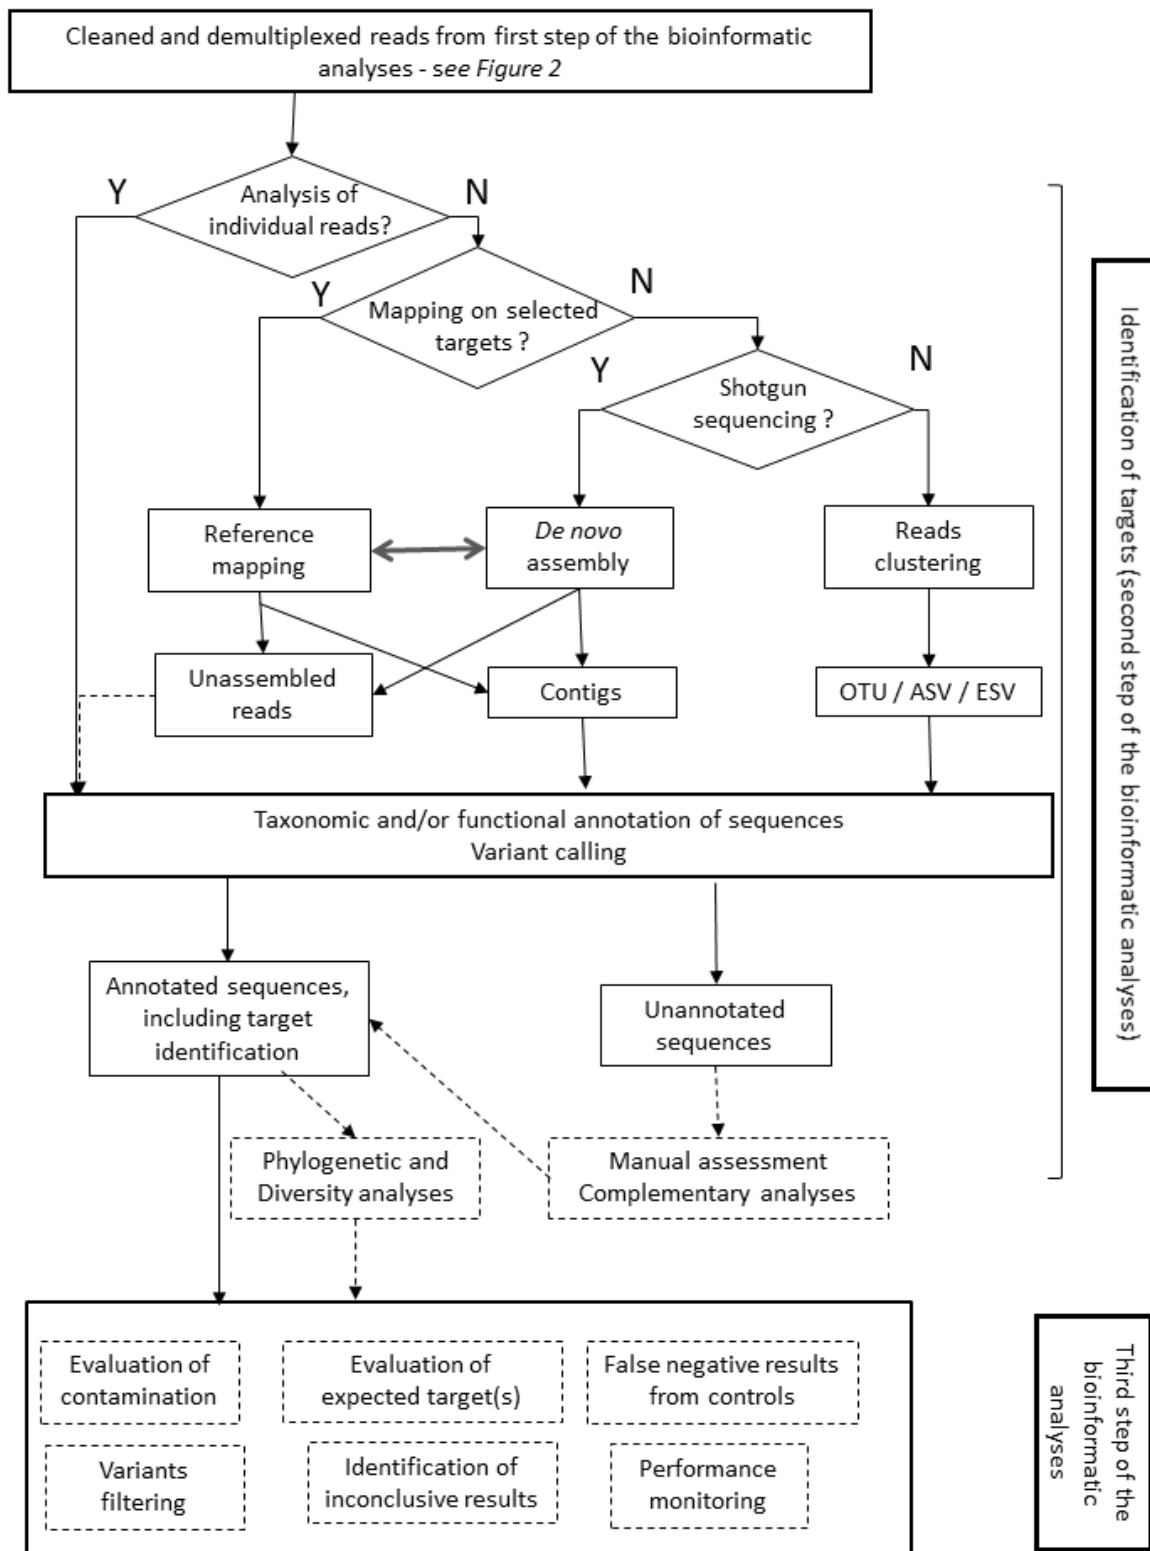 Cleaned and demultiplexed reads from first step of the bioinformatic
analyses - see Figure 2
Y
Analysis of
individual reads?
N
Y
Mapping on selected
targets ?
N
Y
Shotgun
sequencing ?
N
Reference
mapping
De novo
assembly
Reads
clustering
Unassembled
reads
Contigs
OTU / ASV / ESV
Taxonomic and/or functional annotation of sequences
Variant calling
Annotated sequences,
including target
identification
Unannotated
sequences
Phylogenetic and
Diversity analyses
Manual assessment
Complementary analyses
Identification of targets (second step of the bioinformatic analyses)
Evaluation of
contamination
Evaluation of
expected target(s)
False negative results
from controls
Variants
filtering
Identification of
inconclusive results
Performance
monitoring
Third step of the
bioinformatic
analyses